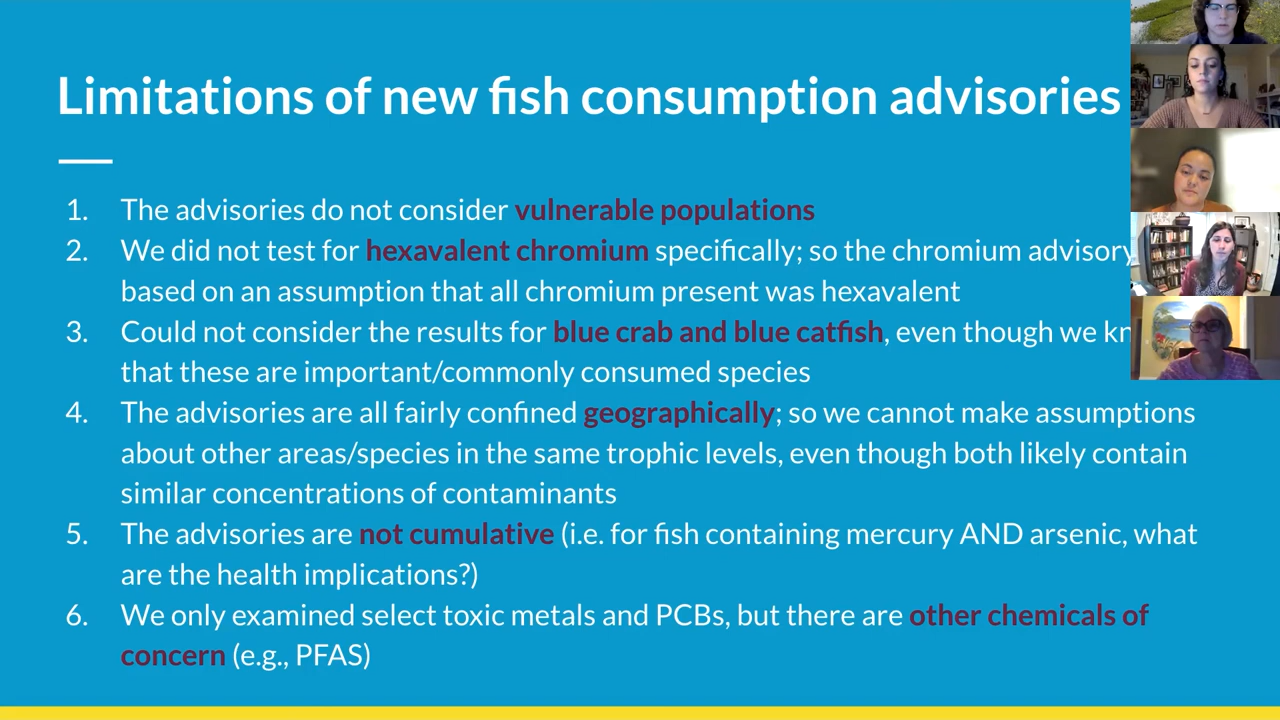 Limitations of new fish consumption advisories
1. The advisories do not consider vulnerable populations
2. We did not test for hexavalent chromium specifically; so the chromium advisory
based on an assumption that all chromium present was hexavalent
3. Could not consider the results for blue crab and blue catfish, even though we
that these are important/commonly consumed species
4. The advisories are all fairly confined geographically; so we cannot make assumptions
about other areas/species in the same trophic levels, even though both likely contain
similar concentrations of contaminants
5. The advisories are not cumulative (i.e. for fish containing mercury AND arsenic, what
are the health implications?)
6. We only examined select toxic metals and PCBs, but there are other chemicals of
concern (e.g., PFAS)